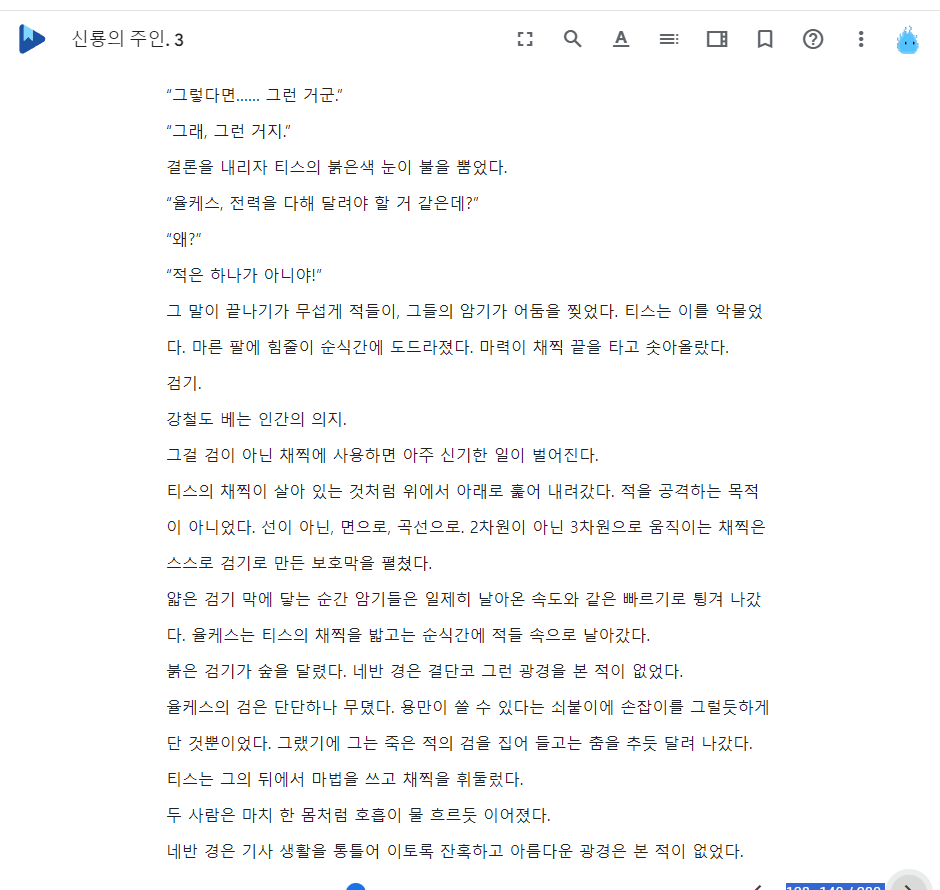 신룡의 주인. 3
“그렇다면...... 그런 거군.”
“그래, 그런 거지.”
결론을 내리자 티스의 붉은색 눈이 불을 뿜었다.
“율케스, 전력을 다해 달려야 할 거 같은데?”
“왜?”
“적은 하나가 아니야!”
그 말이 끝나기가 무섭게 적들이, 그들의 암기가 어둠을 찢었다. 티스는 이를 악물었
다. 마른 팔에 힘줄이 순식간에 도드라졌다. 마력이 채찍 끝을 타고 솟아올랐다.
검기.
강철도 베는 인간의 의지.
그걸 검이 아닌 채찍에 사용하면 아주 신기한 일이 벌어진다.
티스의 채찍이 살아 있는 것처럼 위에서 아래로 훑어 내려갔다. 적을 공격하는 목적
이 아니었다. 선이 아닌, 면으로, 곡선으로. 2차원이 아닌 3차원으로 움직이는 채찍은
스스로 검기로 만든 보호막을 펼쳤다.
얇은 검기 막에 닿는 순간 암기들은 일제히 날아온 속도와 같은 빠르기로 튕겨 나갔
다. 율케스는 티스의 채찍을 밟고는 순식간에 적들 속으로 날아갔다.
붉은 검기가 숲을 달렸다. 네반 경은 결단코 그런 광경을 본 적이 없었다.
율케스의 검은 단단하나 무뎠다. 용만이 쓸 수 있다는 쇠붙이에 손잡이를 그럴듯하게
단 것뿐이었다. 그랬기에 그는 죽은 적의 검을 집어 들고는 춤을 추듯 달려 나갔다.
티스는 그의 뒤에서 마법을 쓰고 채찍을 휘둘렀다.
두 사람은 마치 한 몸처럼 호흡이 물 흐르듯 이어졌다.
네반 경은 기사 생활을 통틀어 이토록 잔혹하고 아름다운 광경은 본 적이 없었다.